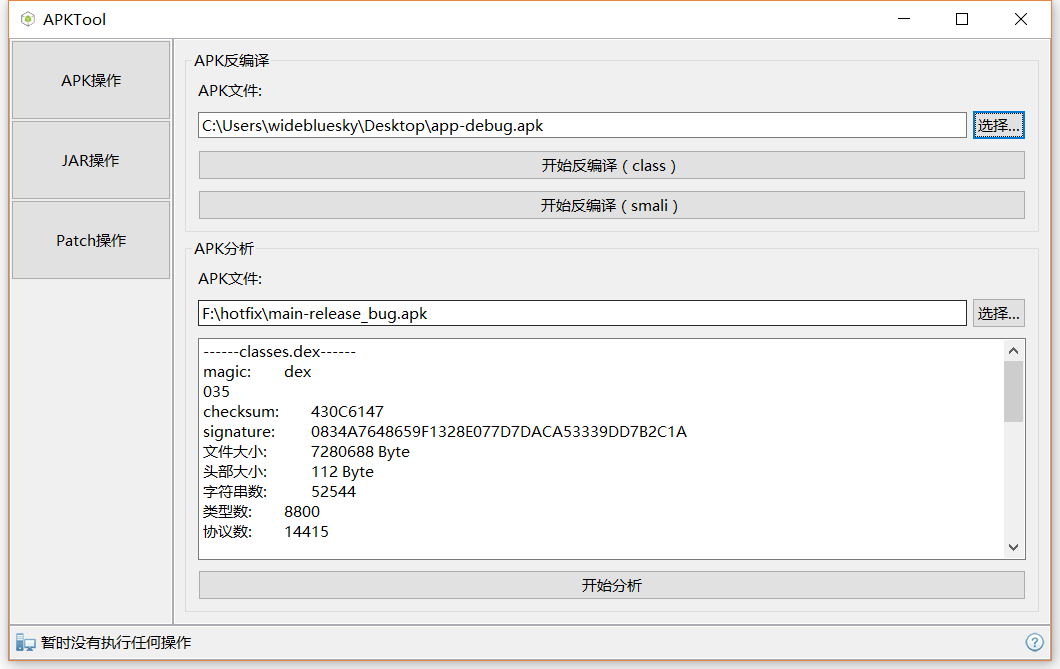 APKTool
APK操作
JAR操作
Patch操作
APK反编译
APK文件:
C:\Users\widebluesky\Desktop\app-debug.apk
选择...
开始反编译 ( class )
开始反编译 ( smali )
APK分析
APK文件:
F:\hotfix\main-release_bug.apk
选择...
------classes.dex------
magic: dex
035
checksum: 430C6147
signature: 0834A7648659F1328E077D7DACA53339DD7B2C1A
文件大小: 7280688 Byte
头部大小: 112 Byte
字符串数: 52544
类型数: 8800
协议数: 14415
开始分析
暂时没有执行任何操作
?